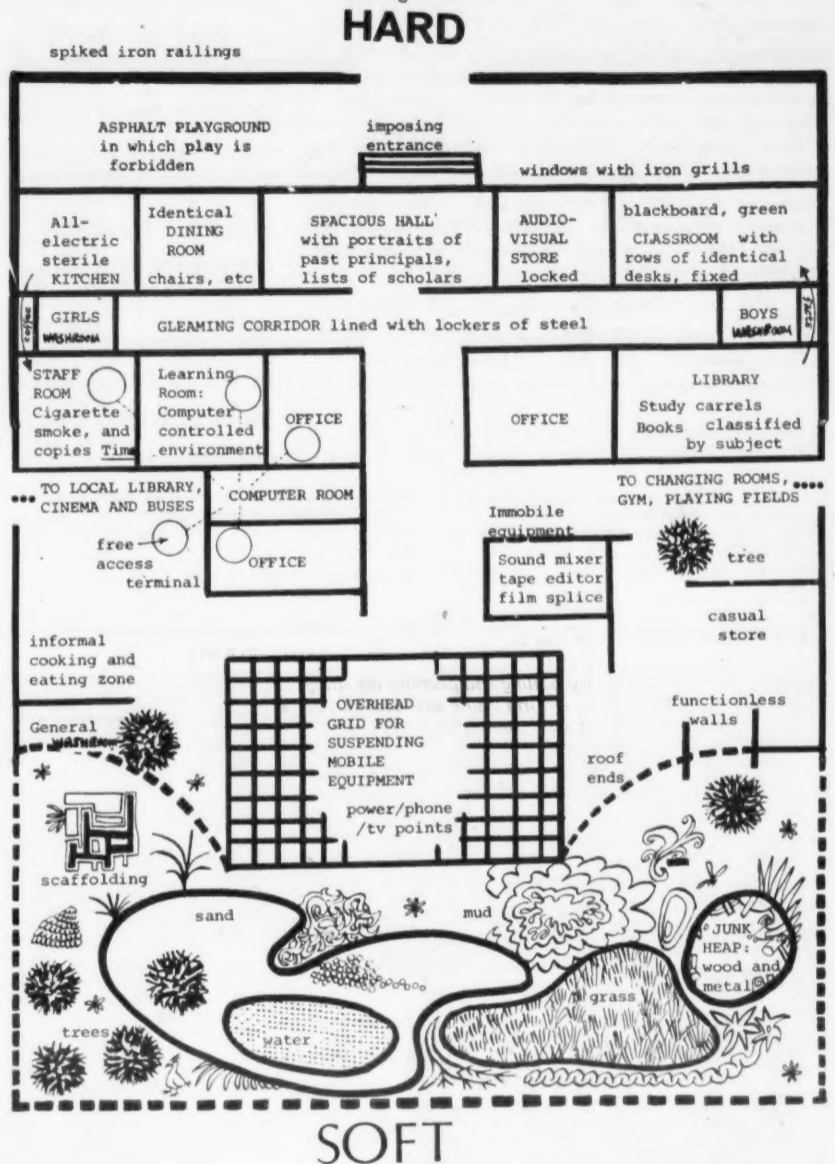 HARD
spiked iron railings
ASPHALT PLAYGROUND
in which play is
forbidden
imposing
entrance
windows with iron grills
All-
electric
sterile
KITCHEN
Identical
DINING
ROOM
chairs, etc
SPACIOUS HALL
with portraits of
past principals,
lists of scholars
AUDIO-
VISUAL
STORE
locked
blackboard, green
CLASSROOM with
rows of identical
desks, fixed
coffee
GIRLS
WASHROOM
GLEAMING CORRIDOR lined with lockers of steel
BOYS
WASHROOM
facts
STAFF
ROOM
Cigarette
smoke, and
copies Time
Learning
Room:
Computer
controlled
environment
OFFICE
OFFICE
LIBRARY
Study carrels
Books classified
by subject
TO LOCAL LIBRARY,
CINEMA AND BUSES
COMPUTER ROOM
TO CHANGING ROOMS,
GYM, PLAYING FIELDS
free
access
terminal
OFFICE
Immobile
equipment
Sound mixer
tape editor
film splice
tree
casual
store
informal
cooking and
eating zone
OVERHEAD
GRID FOR
SUSPENDING
MOBILE
EQUIPMENT
power/phone
/tv points
functionless
walls
General
WASHROOM
roof
ends
scaffolding
sand
mud
JUNK
HEAP:
wood and
metal
grass
trees
water
SOFT